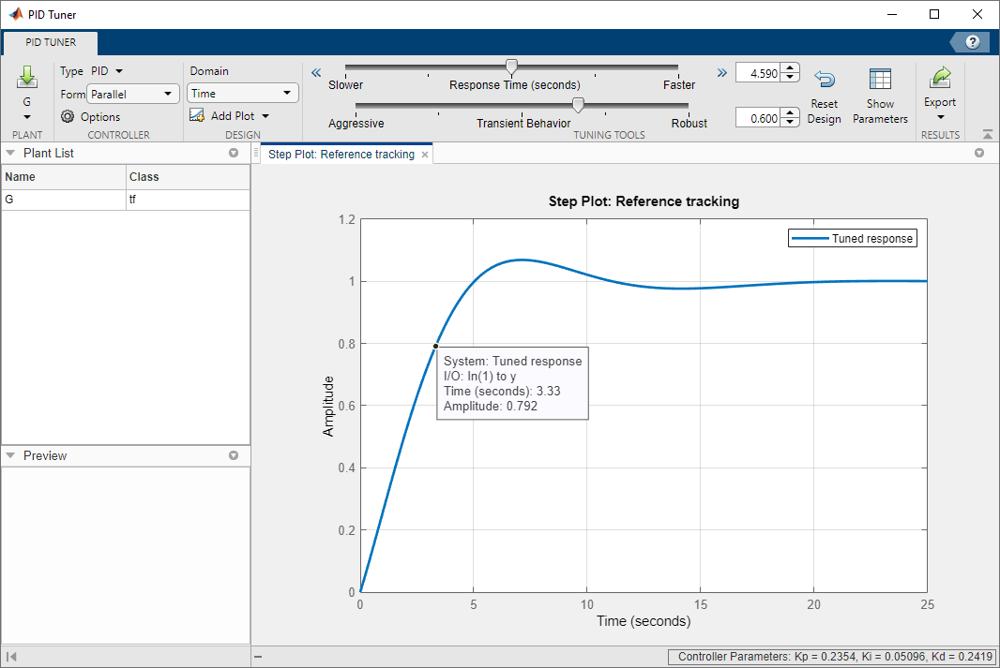 PID Tuner
PID TUNER
?
G
PLANT
Type PID
Form Parallel
Options
CONTROLLER
Domain
Time
Add Plot
DESIGN
Slower Response Time (seconds) Faster
4.590
Aggressive Transient Behavior Robust
0.600
Reset Design
Show Parameters
TUNING TOOLS
Export
RESULTS
Plant List
Name Class
G tf
Preview
Step Plot: Reference tracking ×
Step Plot: Reference tracking
Tuned response
1.2
1
0.8
0.6
0.4
0.2
0
Amplitude
System: Tuned response
I/O: In(1) to y
Time (seconds): 3.33
Amplitude: 0.792
0 5 10 15 20 25
Time (seconds)
Controller Parameters: Kp = 0.2354, Ki = 0.05096, Kd = 0.2419